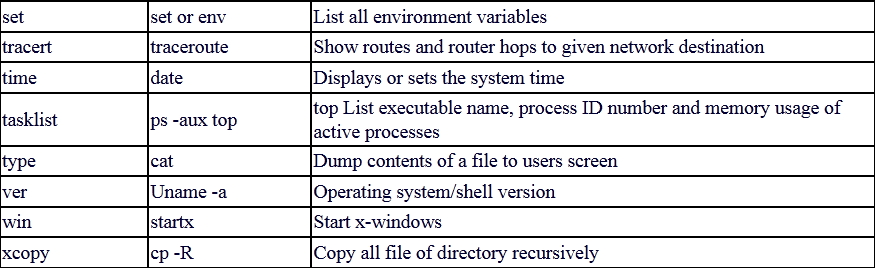 set set or env List all environment variables
tracert traceroute Show routes and router hops to given network destination
time date Displays or sets the system time
tasklist ps -aux top top List executable name, process ID number and memory usage of
active processes
type cat Dump contents of a file to users screen
ver Uname -a Operating system/shell version
win startx Start x-windows
xcopy cp -R Copy all file of directory recursively